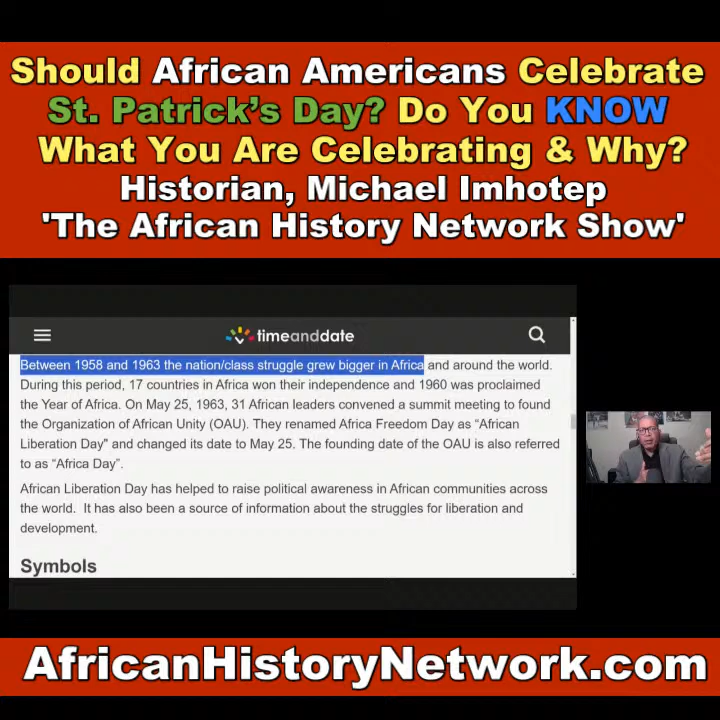 Should African Americans Celebrate
St. Patrick's Day? Do You KNOW
What You Are Celebrating & Why?
Historian, Michael Imhotep
'The African History Network Show'
timeanddate
Between 1958 and 1963 the nation/class struggle grew bigger in Africa and around the world.
During this period, 17 countries in Africa won their independence and 1960 was proclaimed
the Year of Africa. On May 25, 1963, 31 African leaders convened a summit meeting to found
the Organization of African Unity (OAU). They renamed Africa Freedom Day as "African
Liberation Day" and changed its date to May 25. The founding date of the OAU is also referred
to as "Africa Day".
African Liberation Day has helped to raise political awareness in African communities across
the world. It has also been a source of information about the struggles for liberation and
development.
Symbols
AfricanHistoryNetwork.com